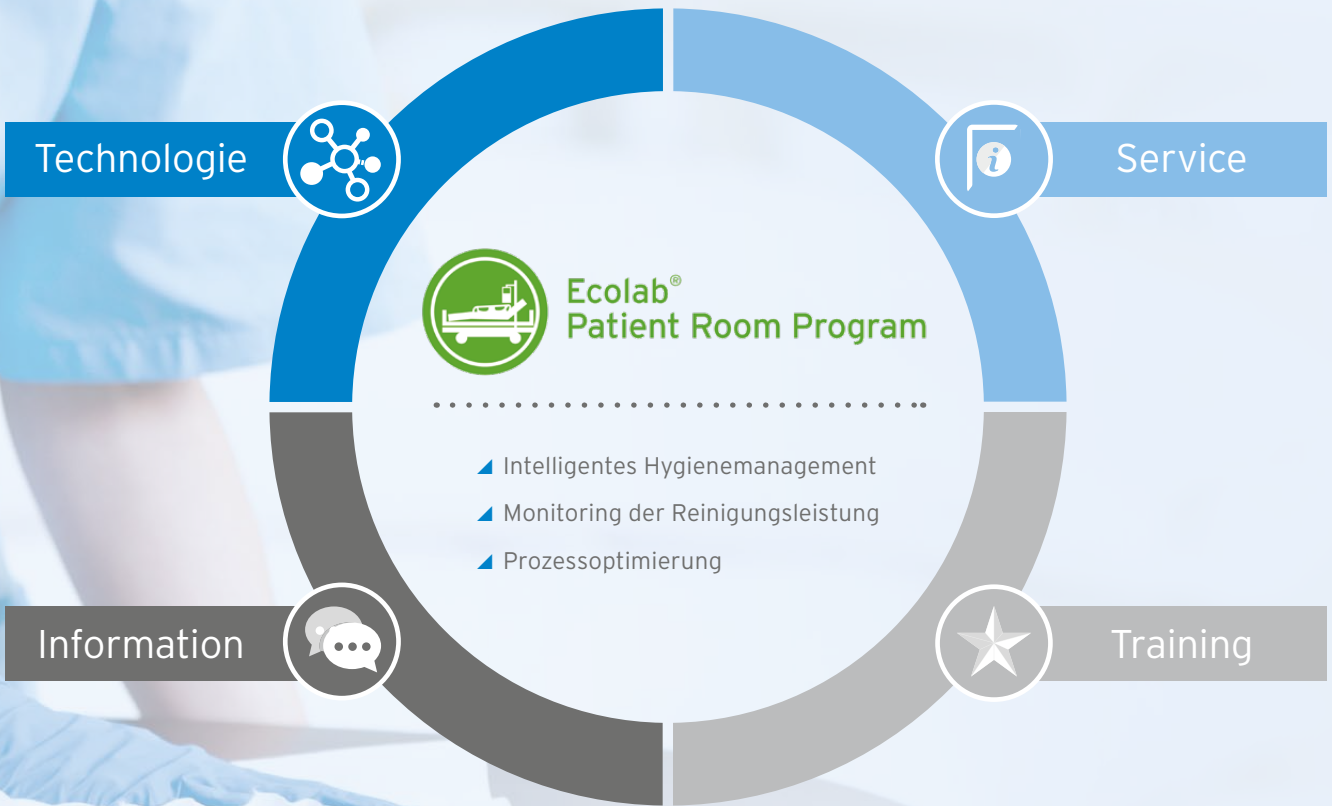 Technologie
Service
Ecolab®
Patient Room Program
Intelligentes Hygienemanagement
Monitoring der Reinigungsleistung
Prozessoptimierung
Information
Training